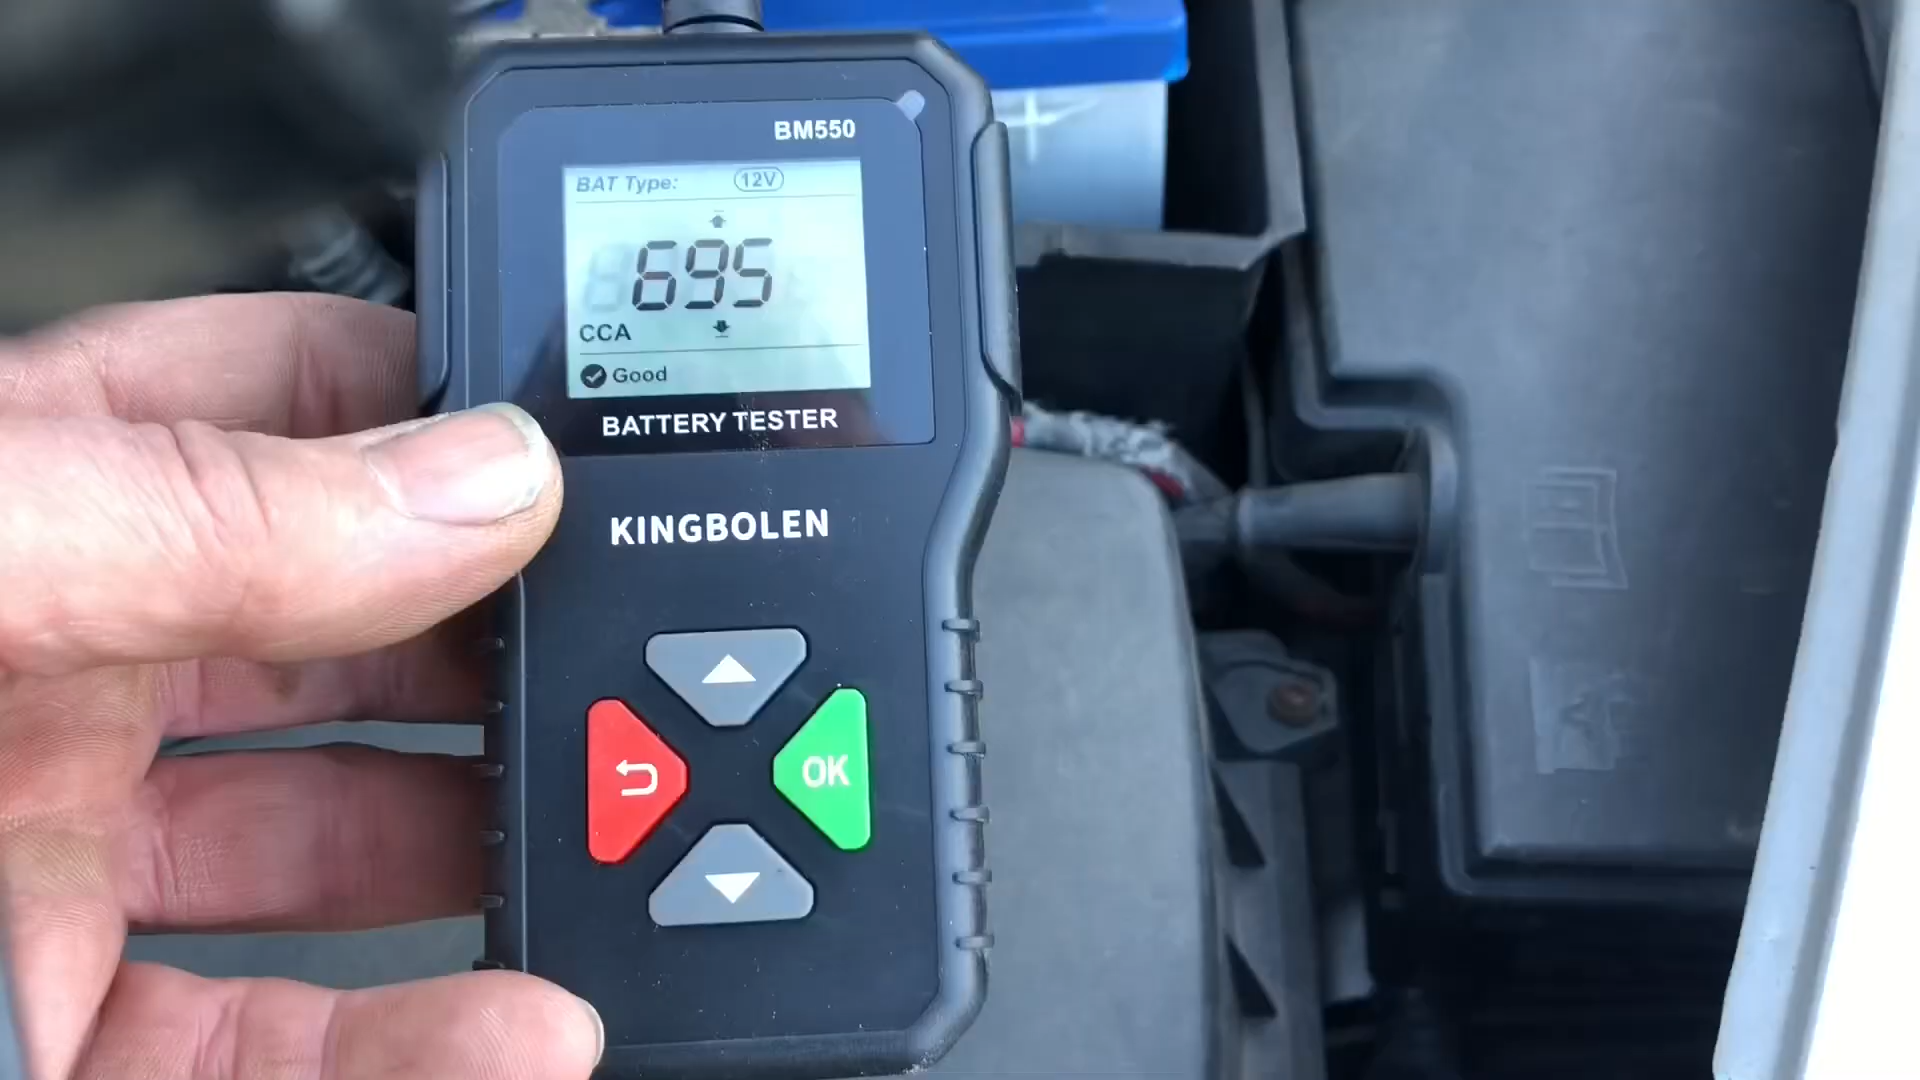 BM550
BAT Type: 12V
695
CCA
Good
BATTERY TESTER
KINGBOLEN
OK